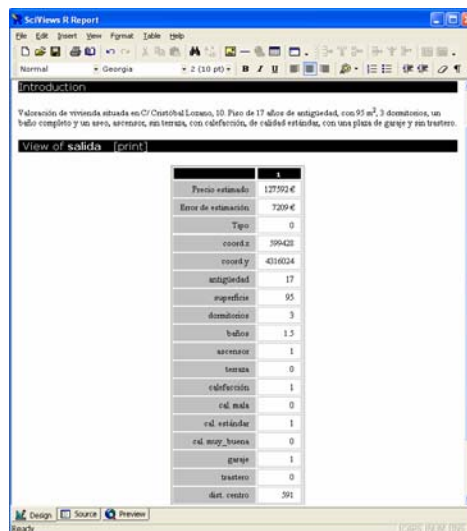 SciViews R Report
File Edit Insert View Format Table Help
Normal Georgia 2 (10 pt) B I U
Introduction
Valoración de vivienda situada en C/ Cristóbal Lozano, 10. Piso de 17 años de antigüedad, con 95 m², 3 dormitorios, un
baño completo y un aseo, ascensor, sin terraza, con calefacción, de calidad estándar, con una plaza de garaje y sin trastero.
View of salida [print]
1
Precio estimado 127592 €
Error de estimación 7209 €
Tipo 0
coord.x 599428
coord.y 4316024
antigüedad 17
superficie 95
dormitorios 3
baños 1.5
ascensor 1
terraza 0
calefacción 1
cal. mala 0
cal. estándar 1
cal. muy_buena 0
garaje 1
trastero 0
dist. centro 591
Design Source Preview
Ready